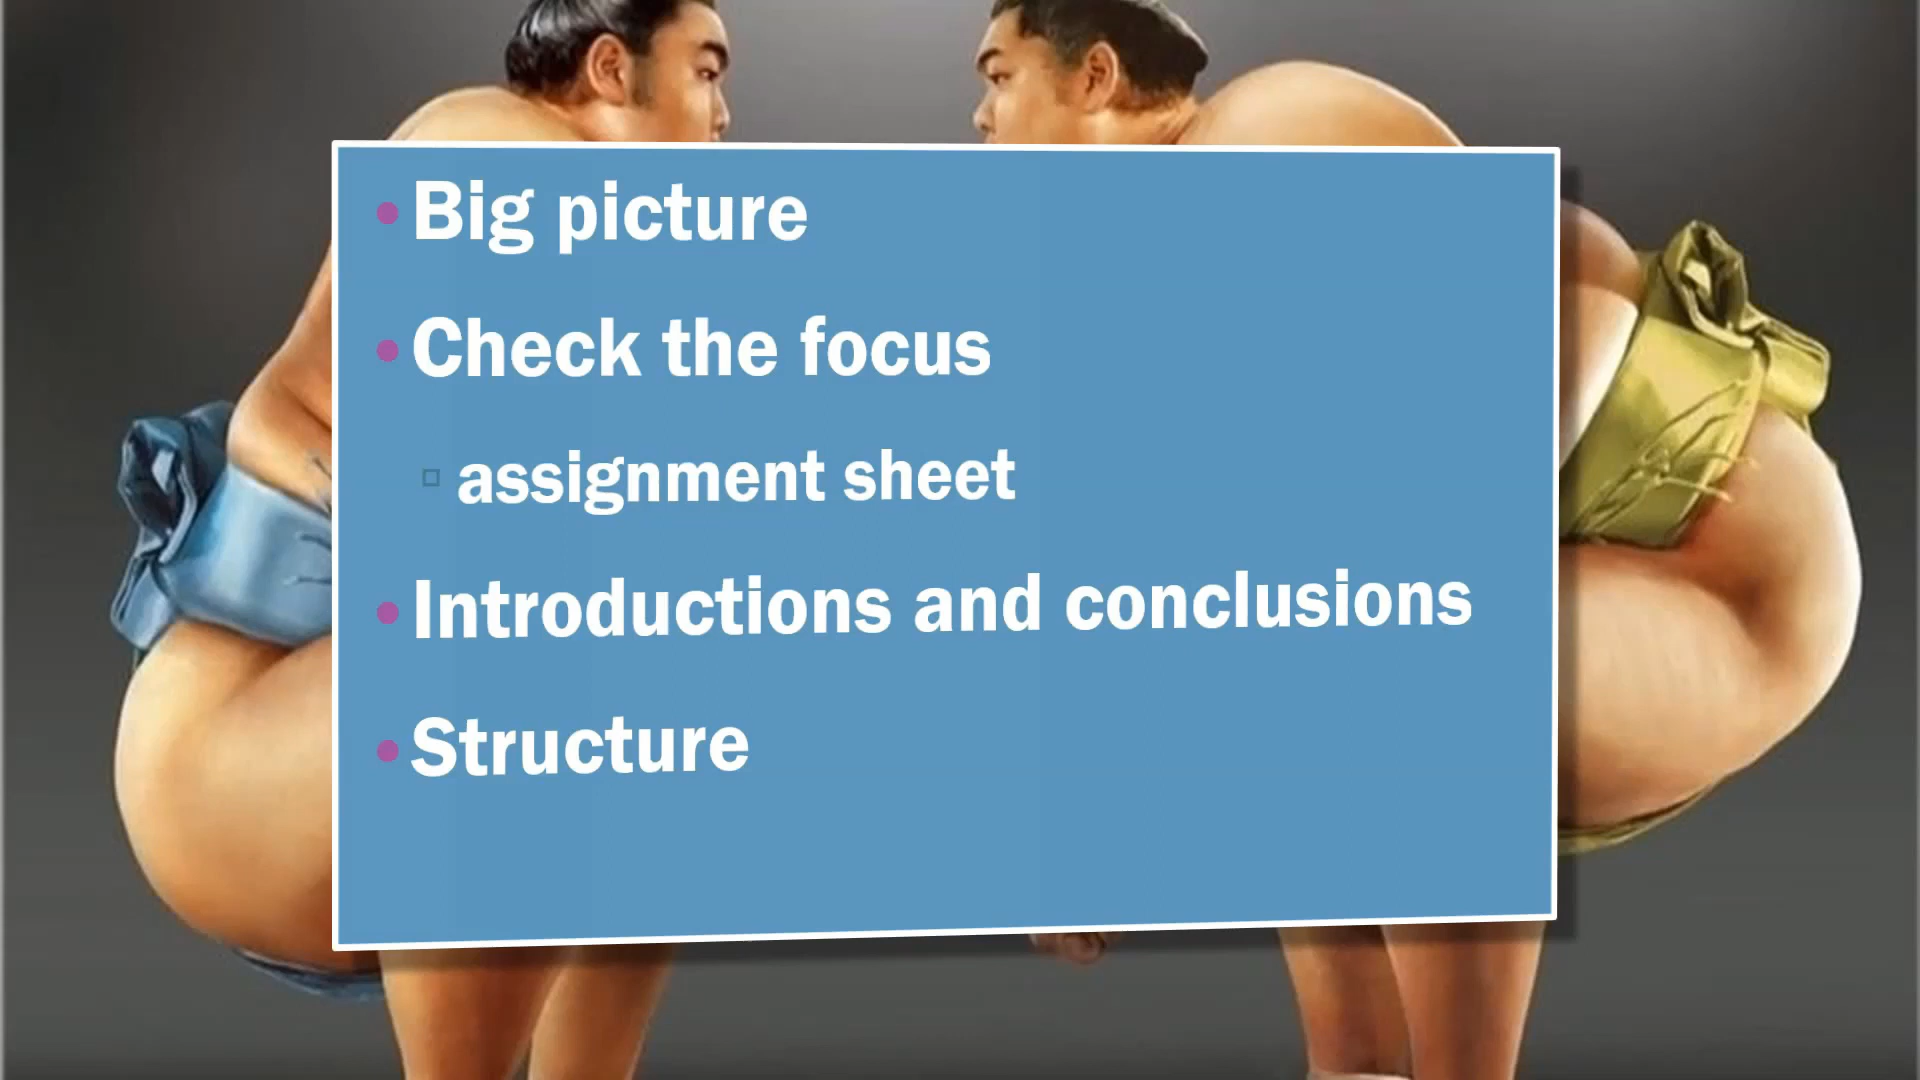 Big picture
Check the focus
assignment sheet
Introductions and conclusions
Structure